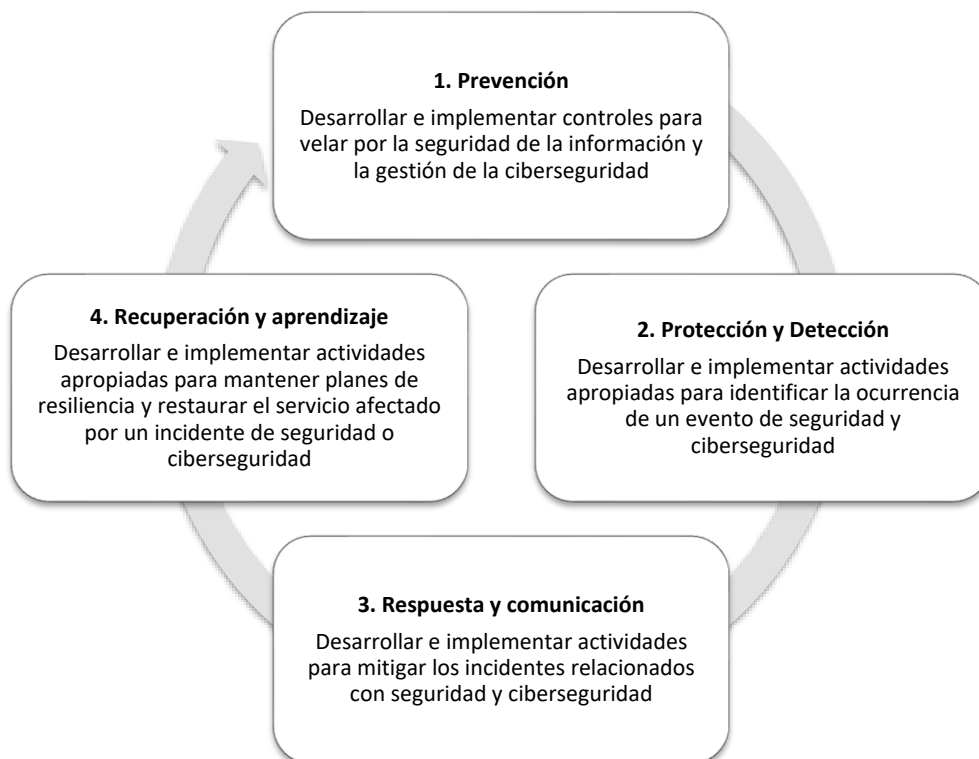 1. Prevención
Desarrollar e implementar controles para
velar por la seguridad de la información y
la gestión de la ciberseguridad
2. Protección y Detección
Desarrollar e implementar actividades
apropiadas para identificar la ocurrencia
de un evento de seguridad y
ciberseguridad
3. Respuesta y comunicación
Desarrollar e implementar actividades
para mitigar los incidentes relacionados
con seguridad y ciberseguridad
4. Recuperación y aprendizaje
Desarrollar e implementar actividades
apropiadas para mantener planes de
resiliencia y restaurar el servicio afectado
por un incidente de seguridad o
ciberseguridad